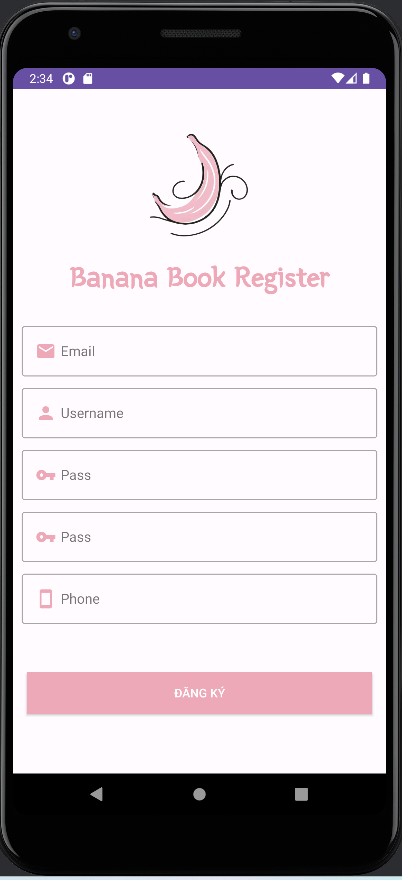 2:34
Banana Book Register
Email
Username
Pass
Pass
Phone
ĐĂNG KÝ